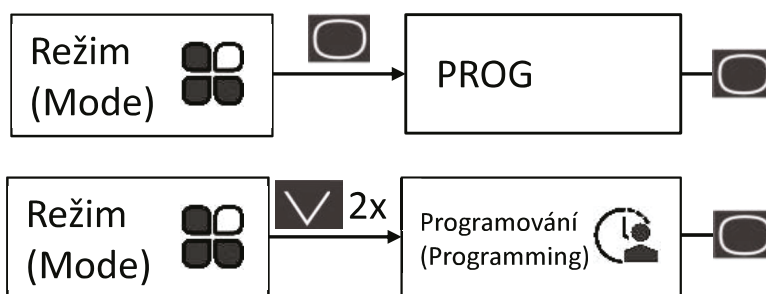 Režim
(Mode)
PROG
Režim
(Mode)
2x
Programování
(Programming)